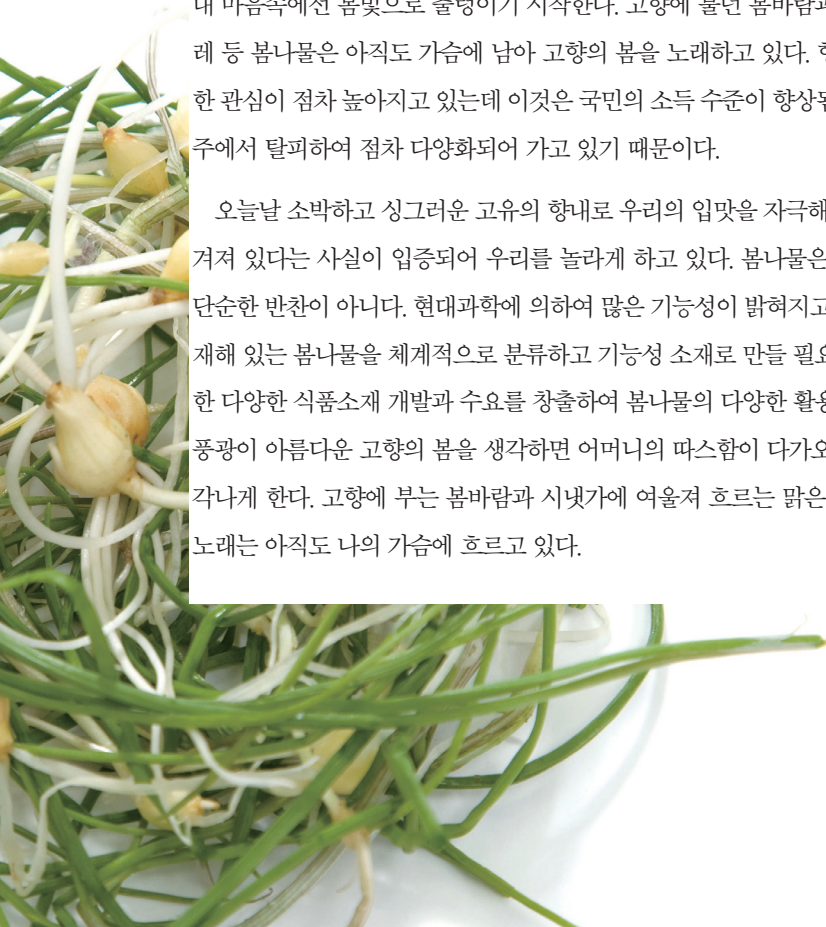 내 마음속에선 봄빛으로 출렁이기 시작한다. 고향에 불던 봄바람과
레 등 봄나물은 아직도 가슴에 남아 고향의 봄을 노래하고 있다.
한 관심이 점차 높아지고 있는데 이것은 국민의 소득 수준이 향상된
주에서 탈피하여 점차 다양화되어 가고 있기 때문이다.
오늘날 소박하고 싱그러운 고유의 향내로 우리의 입맛을 자극해
겨져 있다는 사실이 입증되어 우리를 놀라게 하고 있다. 봄나물은
단순한 반찬이 아니다. 현대과학에 의하여 많은 기능성이 밝혀지고
재해 있는 봄나물을 체계적으로 분류하고 기능성 소재로 만들 필요
한 다양한 식품소재 개발과 수요를 창출하여 봄나물의 다양한 활용
풍광이 아름다운 고향의 봄을 생각하면 어머니의 따스함이 다가오
각나게 한다. 고향에 부는 봄바람과 시냇가에 여울져 흐르는 맑은
노래는 아직도 나의 가슴에 흐르고 있다.